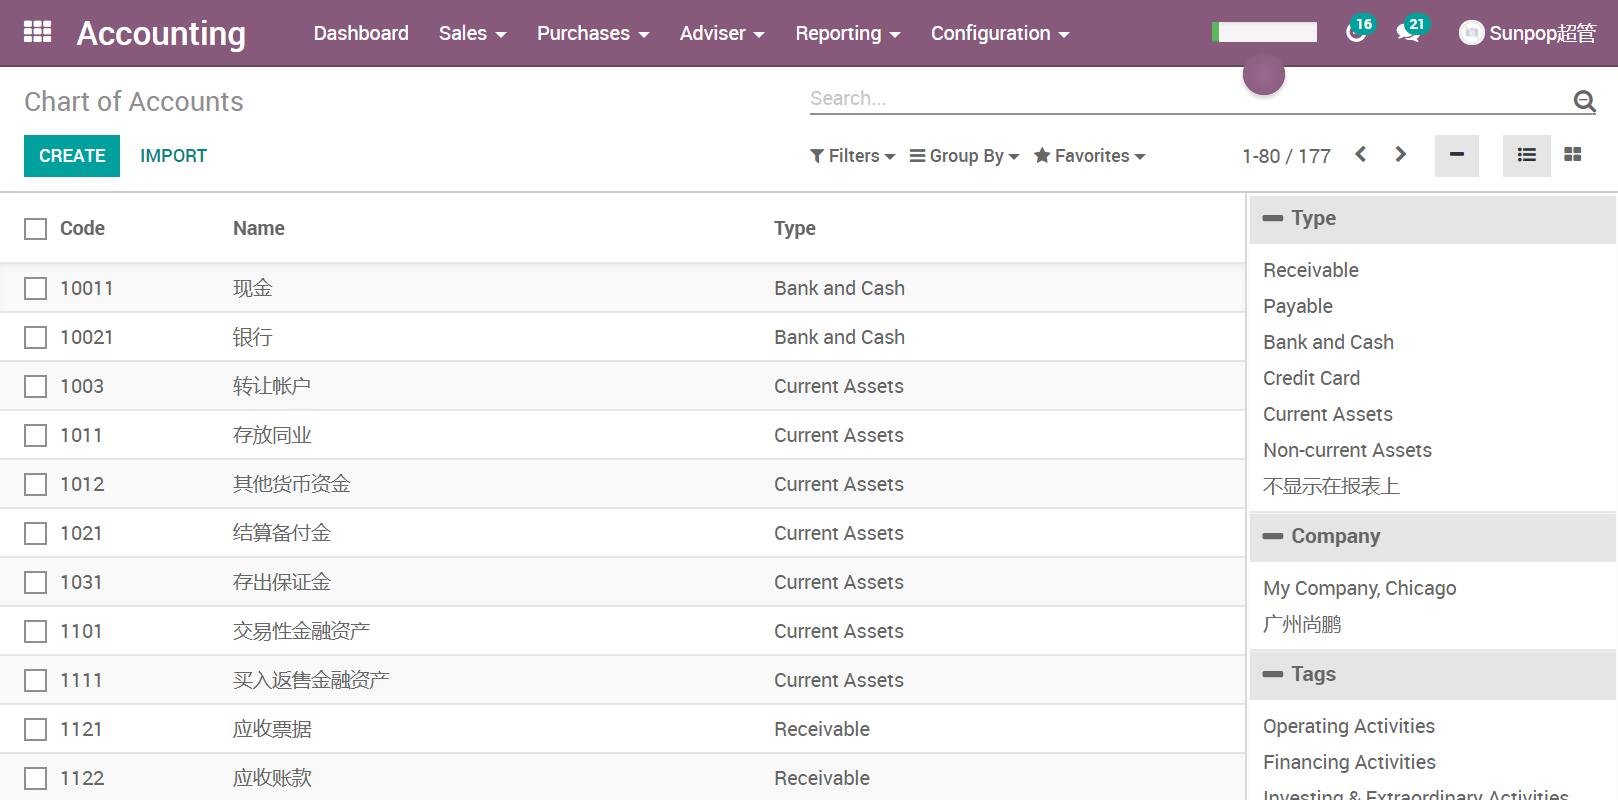 Accounting Dashboard Sales Purchases Adviser Reporting Configuration 16 21 Sunpop超管
Chart of Accounts
Search...
CREATE IMPORT
Filters Group By Favorites 1-80 / 177
Code Name Type
10011 现金 Bank and Cash
10021 银行 Bank and Cash
1003 转让帐户 Current Assets
1011 存放同业 Current Assets
1012 其他货币资金 Current Assets
1021 结算备付金 Current Assets
1031 存出保证金 Current Assets
1101 交易性金融资产 Current Assets
1111 买入返售金融资产 Current Assets
1121 应收票据 Receivable
1122 应收账款 Receivable
Type
Receivable
Payable
Bank and Cash
Credit Card
Current Assets
Non-current Assets
不显示在报表上
Company
My Company, Chicago
广州尚鹏
Tags
Operating Activities
Financing Activities
Investing & Extraordinary Activities